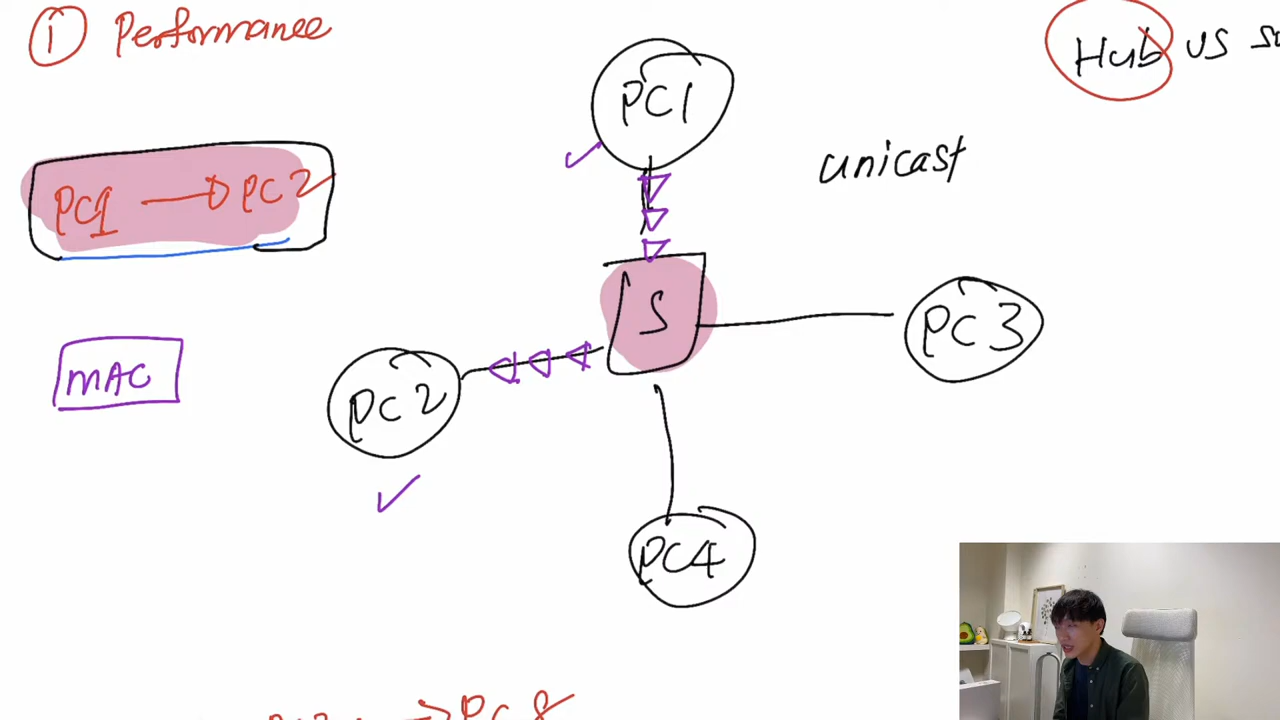 ① Performance
Hub vs
PC1
unicast
PC1 → PC2
S
PC3
MAC
PC2
PC4